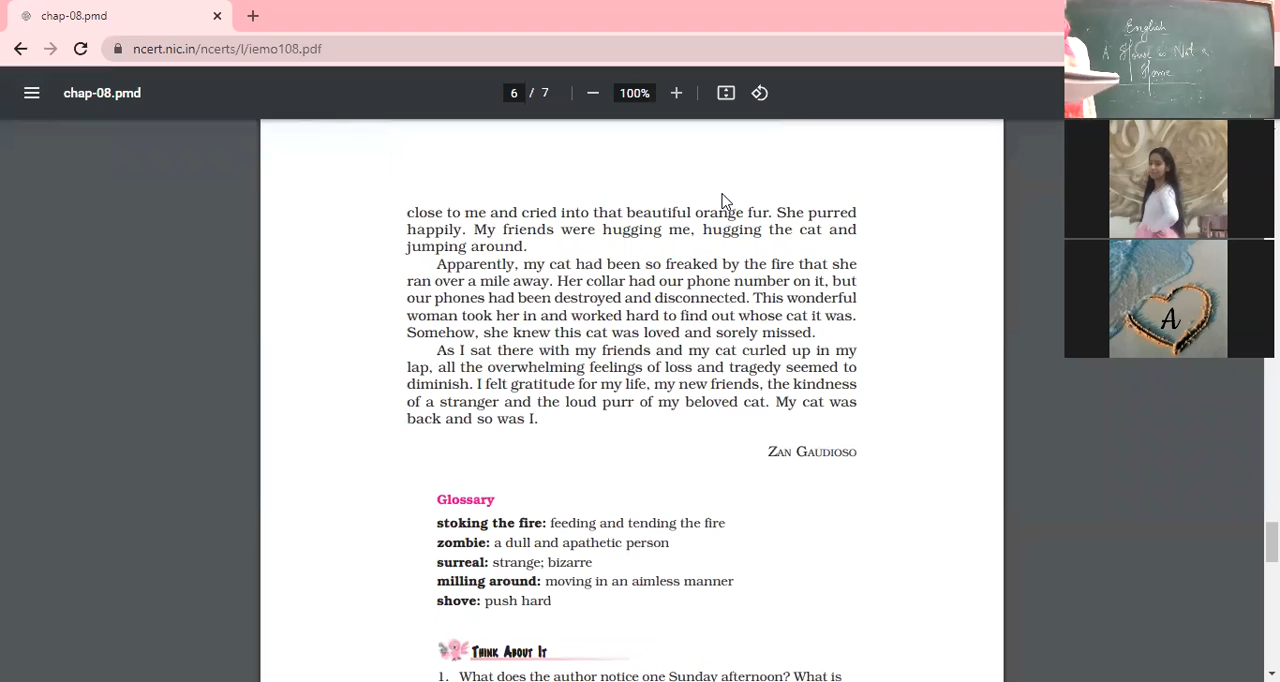 chap-08.pmd
ncert.nic.in/ncerts/l/iemo108.pdf
chap-08.pmd
6 / 7
100%
close to me and cried into that beautiful orange fur. She purred
happily. My friends were hugging me, hugging the cat and
jumping around.
Apparently, my cat had been so freaked by the fire that she
ran over a mile away. Her collar had our phone number on it, but
our phones had been destroyed and disconnected. This wonderful
woman took her in and worked hard to find out whose cat it was.
Somehow, she knew this cat was loved and sorely missed.
As I sat there with my friends and my cat curled up in my
lap, all the overwhelming feelings of loss and tragedy seemed to
diminish. I felt gratitude for my life, my new friends, the kindness
of a stranger and the loud purr of my beloved cat. My cat was
back and so was I.
ZAN GAUDIOSO
Glossary
stoking the fire: feeding and tending the fire
zombie: a dull and apathetic person
surreal: strange; bizarre
milling around: moving in an aimless manner
shove: push hard
THINK ABOUT IT
1. What does the author notice one Sunday afternoon? What is
English
A House is Not a
Home
A